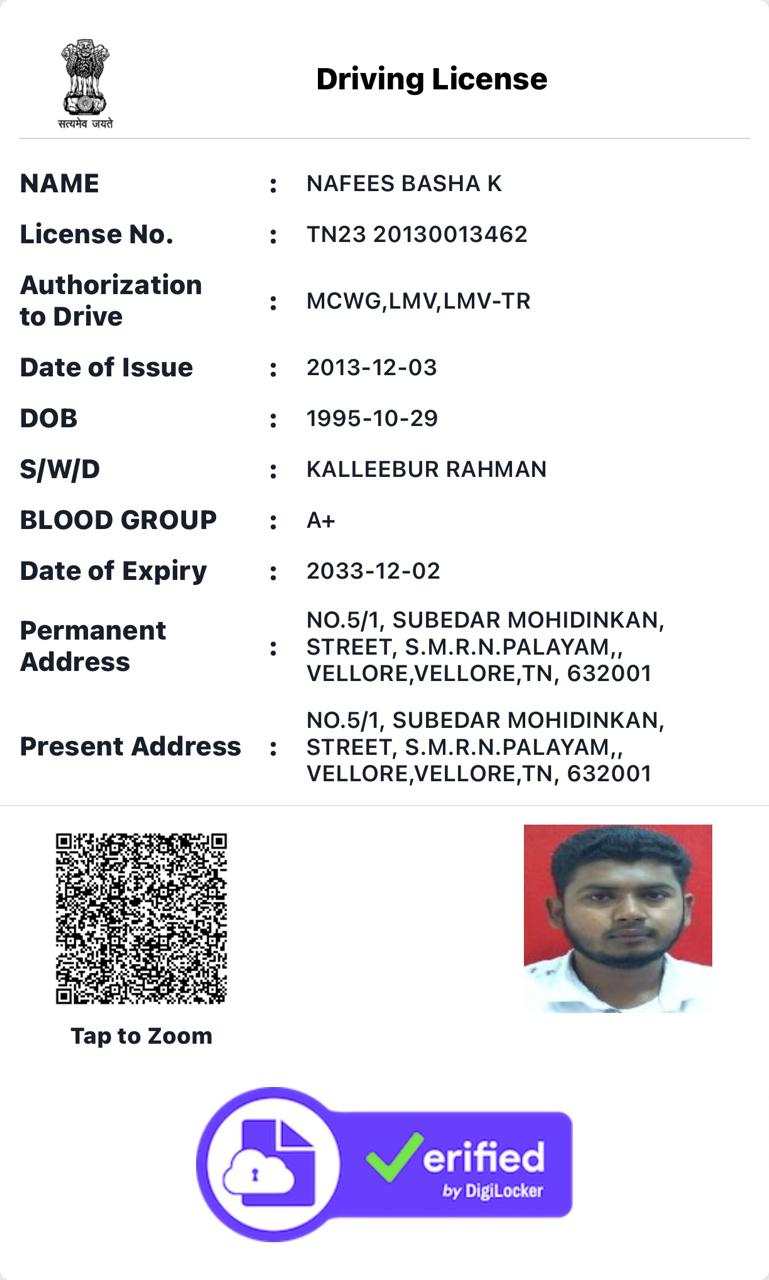 सत्यमेव जयते
Driving License
NAME : NAFEES BASHA K
License No. : TN23 20130013462
Authorization
to Drive : MCWG,LMV,LMV-TR
Date of Issue : 2013-12-03
DOB : 1995-10-29
S/W/D : KALLEEBUR RAHMAN
BLOOD GROUP : A+
Date of Expiry : 2033-12-02
Permanent
Address :
NO.5/1, SUBEDAR MOHIDINKAN,
STREET, S.M.R.N.PALAYAM,,
VELLORE,VELLORE,TN, 632001
Present Address :
NO.5/1, SUBEDAR MOHIDINKAN,
STREET, S.M.R.N.PALAYAM,,
VELLORE,VELLORE,TN, 632001
Tap to Zoom
Verified
by DigiLocker